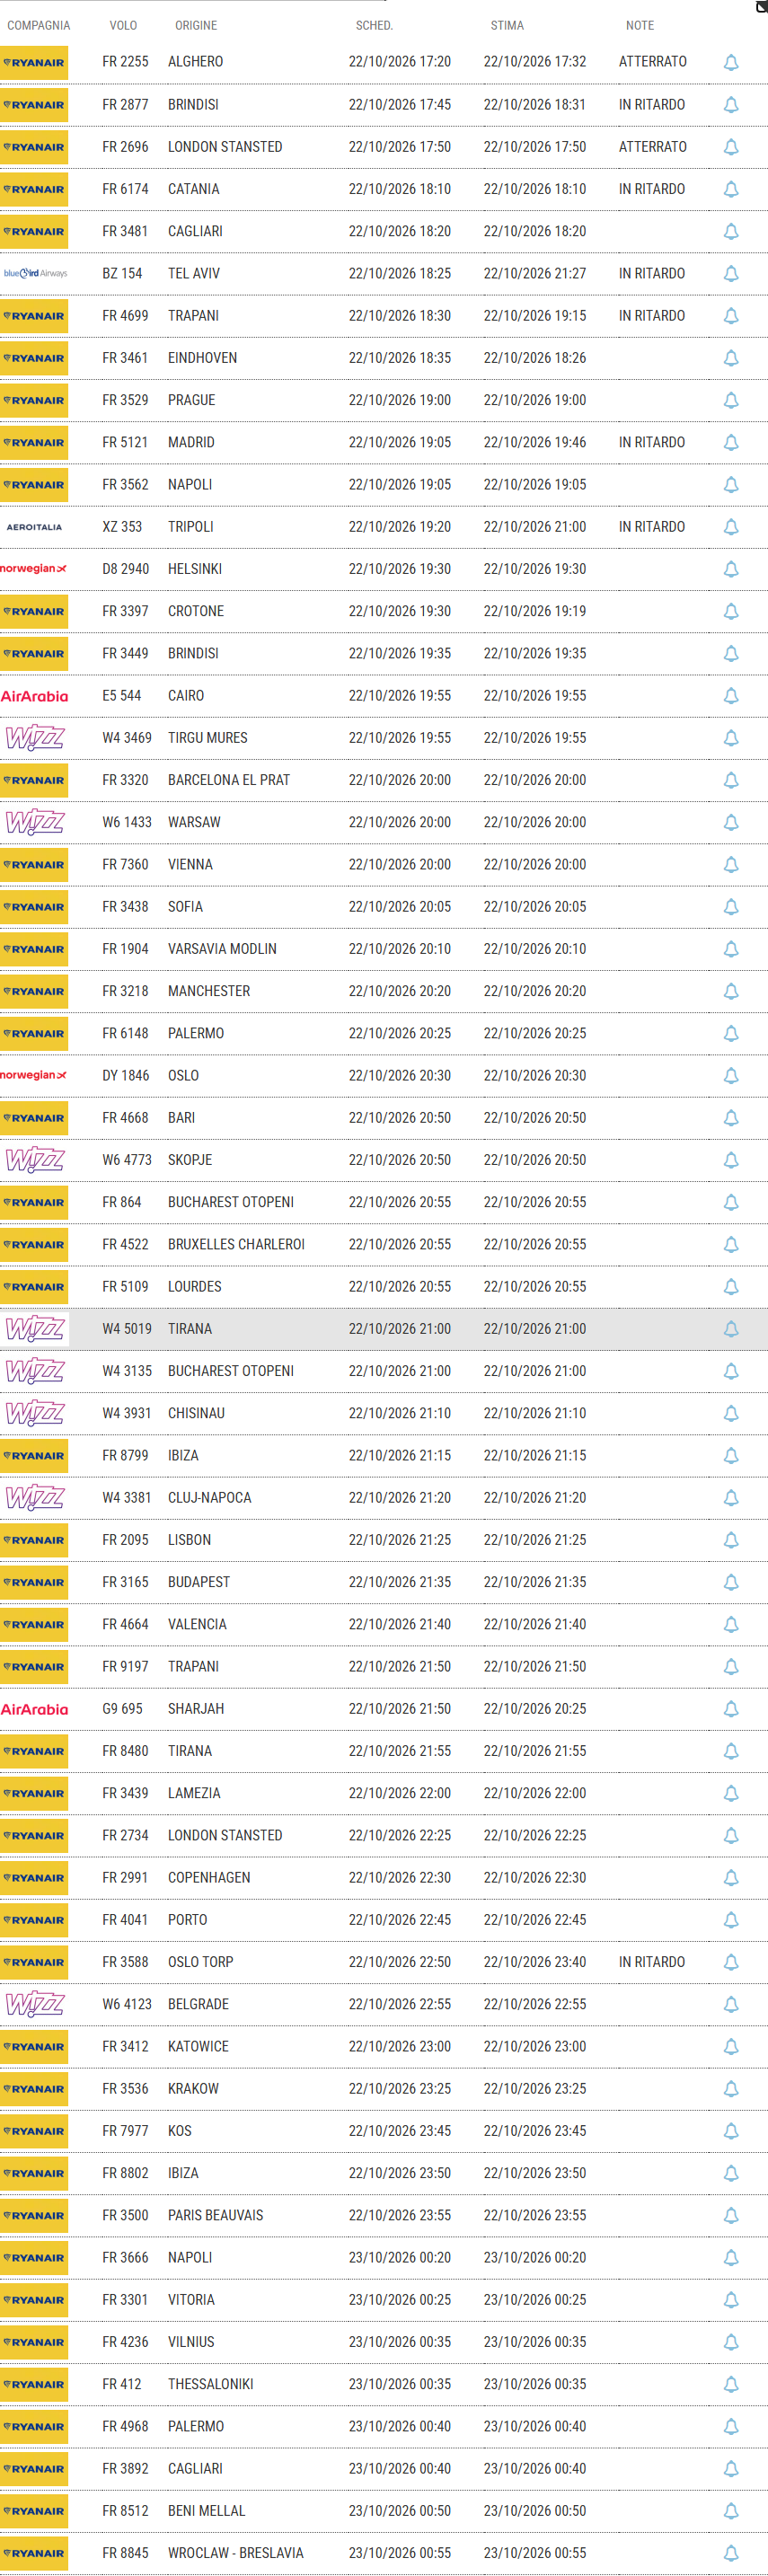 COMPAGNIA VOLO ORIGINE SCHED. STIMA NOTE
RYANAIR FR 2255 ALGHERO 22/10/2026 17:20 22/10/2026 17:32 ATTERRATO
RYANAIR FR 2877 BRINDISI 22/10/2026 17:45 22/10/2026 18:31 IN RITARDO
RYANAIR FR 2696 LONDON STANSTED 22/10/2026 17:50 22/10/2026 17:50 ATTERRATO
RYANAIR FR 6174 CATANIA 22/10/2026 18:10 22/10/2026 18:10 IN RITARDO
RYANAIR FR 3481 CAGLIARI 22/10/2026 18:20 22/10/2026 18:20
blueBird Airways BZ 154 TEL AVIV 22/10/2026 18:25 22/10/2026 21:27 IN RITARDO
RYANAIR FR 4699 TRAPANI 22/10/2026 18:30 22/10/2026 19:15 IN RITARDO
RYANAIR FR 3461 EINDHOVEN 22/10/2026 18:35 22/10/2026 18:26
RYANAIR FR 3529 PRAGUE 22/10/2026 19:00 22/10/2026 19:00
RYANAIR FR 5121 MADRID 22/10/2026 19:05 22/10/2026 19:46 IN RITARDO
RYANAIR FR 3562 NAPOLI 22/10/2026 19:05 22/10/2026 19:05
AEROITALIA XZ 353 TRIPOLI 22/10/2026 19:20 22/10/2026 21:00 IN RITARDO
norwegian D8 2940 HELSINKI 22/10/2026 19:30 22/10/2026 19:30
RYANAIR FR 3397 CROTONE 22/10/2026 19:30 22/10/2026 19:19
RYANAIR FR 3449 BRINDISI 22/10/2026 19:35 22/10/2026 19:35
AirArabia E5 544 CAIRO 22/10/2026 19:55 22/10/2026 19:55
Wizz W4 3469 TIRGU MURES 22/10/2026 19:55 22/10/2026 19:55
RYANAIR FR 3320 BARCELONA EL PRAT 22/10/2026 20:00 22/10/2026 20:00
Wizz W6 1433 WARSAW 22/10/2026 20:00 22/10/2026 20:00
RYANAIR FR 7360 VIENNA 22/10/2026 20:00 22/10/2026 20:00
RYANAIR FR 3438 SOFIA 22/10/2026 20:05 22/10/2026 20:05
RYANAIR FR 1904 VARSAVIA MODLIN 22/10/2026 20:10 22/10/2026 20:10
RYANAIR FR 3218 MANCHESTER 22/10/2026 20:20 22/10/2026 20:20
RYANAIR FR 6148 PALERMO 22/10/2026 20:25 22/10/2026 20:25
norwegian DY 1846 OSLO 22/10/2026 20:30 22/10/2026 20:30
RYANAIR FR 4668 BARI 22/10/2026 20:50 22/10/2026 20:50
Wizz W6 4773 SKOPJE 22/10/2026 20:50 22/10/2026 20:50
RYANAIR FR 864 BUCHAREST OTOPENI 22/10/2026 20:55 22/10/2026 20:55
RYANAIR FR 4522 BRUXELLES CHARLEROI 22/10/2026 20:55 22/10/2026 20:55
RYANAIR FR 5109 LOURDES 22/10/2026 20:55 22/10/2026 20:55
Wizz W4 5019 TIRANA 22/10/2026 21:00 22/10/2026 21:00
Wizz W4 3135 BUCHAREST OTOPENI 22/10/2026 21:00 22/10/2026 21:00
Wizz W4 3931 CHISINAU 22/10/2026 21:10 22/10/2026 21:10
RYANAIR FR 8799 IBIZA 22/10/2026 21:15 22/10/2026 21:15
Wizz W4 3381 CLUJ-NAPOCA 22/10/2026 21:20 22/10/2026 21:20
RYANAIR FR 2095 LISBON 22/10/2026 21:25 22/10/2026 21:25
RYANAIR FR 3165 BUDAPEST 22/10/2026 21:35 22/10/2026 21:35
RYANAIR FR 4664 VALENCIA 22/10/2026 21:40 22/10/2026 21:40
RYANAIR FR 9197 TRAPANI 22/10/2026 21:50 22/10/2026 21:50
AirArabia G9 695 SHARJAH 22/10/2026 21:50 22/10/2026 20:25
RYANAIR FR 8480 TIRANA 22/10/2026 21:55 22/10/2026 21:55
RYANAIR FR 3439 LAMEZIA 22/10/2026 22:00 22/10/2026 22:00
RYANAIR FR 2734 LONDON STANSTED 22/10/2026 22:25 22/10/2026 22:25
RYANAIR FR 2991 COPENHAGEN 22/10/2026 22:30 22/10/2026 22:30
RYANAIR FR 4041 PORTO 22/10/2026 22:45 22/10/2026 22:45
RYANAIR FR 3588 OSLO TORP 22/10/2026 22:50 22/10/2026 23:40 IN RITARDO
Wizz W6 4123 BELGRADE 22/10/2026 22:55 22/10/2026 22:55
RYANAIR FR 3412 KATOWICE 22/10/2026 23:00 22/10/2026 23:00
RYANAIR FR 3536 KRAKOW 22/10/2026 23:25 22/10/2026 23:25
RYANAIR FR 7977 KOS 22/10/2026 23:45 22/10/2026 23:45
RYANAIR FR 8802 IBIZA 22/10/2026 23:50 22/10/2026 23:50
RYANAIR FR 3500 PARIS BEAUVAIS 22/10/2026 23:55 22/10/2026 23:55
RYANAIR FR 3666 NAPOLI 23/10/2026 00:20 23/10/2026 00:20
RYANAIR FR 3301 VITORIA 23/10/2026 00:25 23/10/2026 00:25
RYANAIR FR 4236 VILNIUS 23/10/2026 00:35 23/10/2026 00:35
RYANAIR FR 412 THESSALONIKI 23/10/2026 00:35 23/10/2026 00:35
RYANAIR FR 4968 PALERMO 23/10/2026 00:40 23/10/2026 00:40
RYANAIR FR 3892 CAGLIARI 23/10/2026 00:40 23/10/2026 00:40
RYANAIR FR 8512 BENI MELLAL 23/10/2026 00:50 23/10/2026 00:50
RYANAIR FR 8845 WROCLAW - BRESLAVIA 23/10/2026 00:55 23/10/2026 00:55